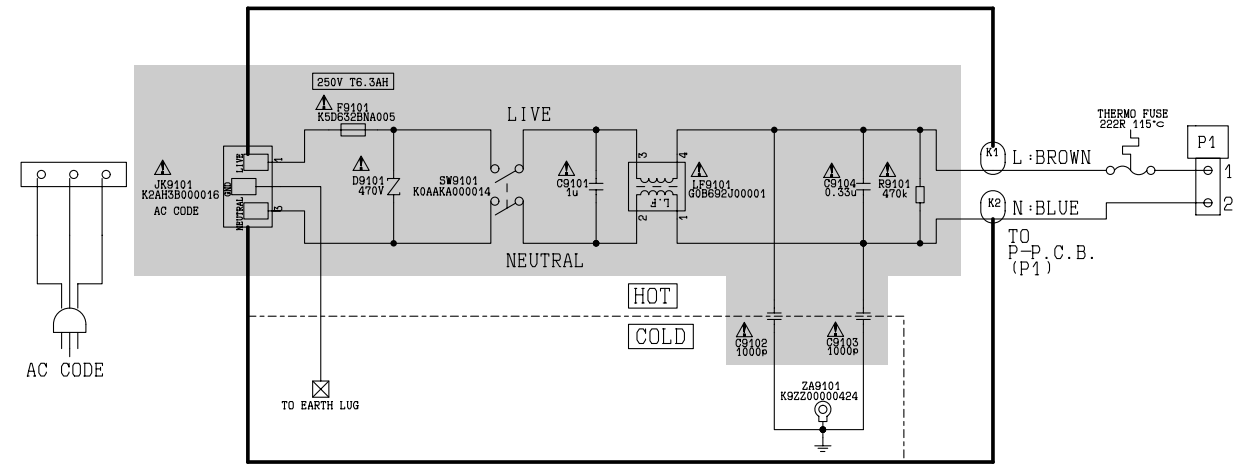 250V T6.3AH
F9101
K5D632BNA005
LIVE
THERMO FUSE
222R 115°C
P1
JK9101
K2AH3B000016
AC CODE
LIVE
GND
NEUTRAL
1
3
D9101
470V
SW9101
K0AAKA000014
C9101
1u
3
4
L.F
2
1
LF9101
G0B692J00001
C9104
0.33u
R9101
470k
K1
L:BROWN
1
K2
N:BLUE
2
NEUTRAL
TO
P-P.C.B.
(P1)
HOT
COLD
C9102
1000p
C9103
1000p
AC CODE
TO EARTH LUG
ZA9101
K9ZZ00000424